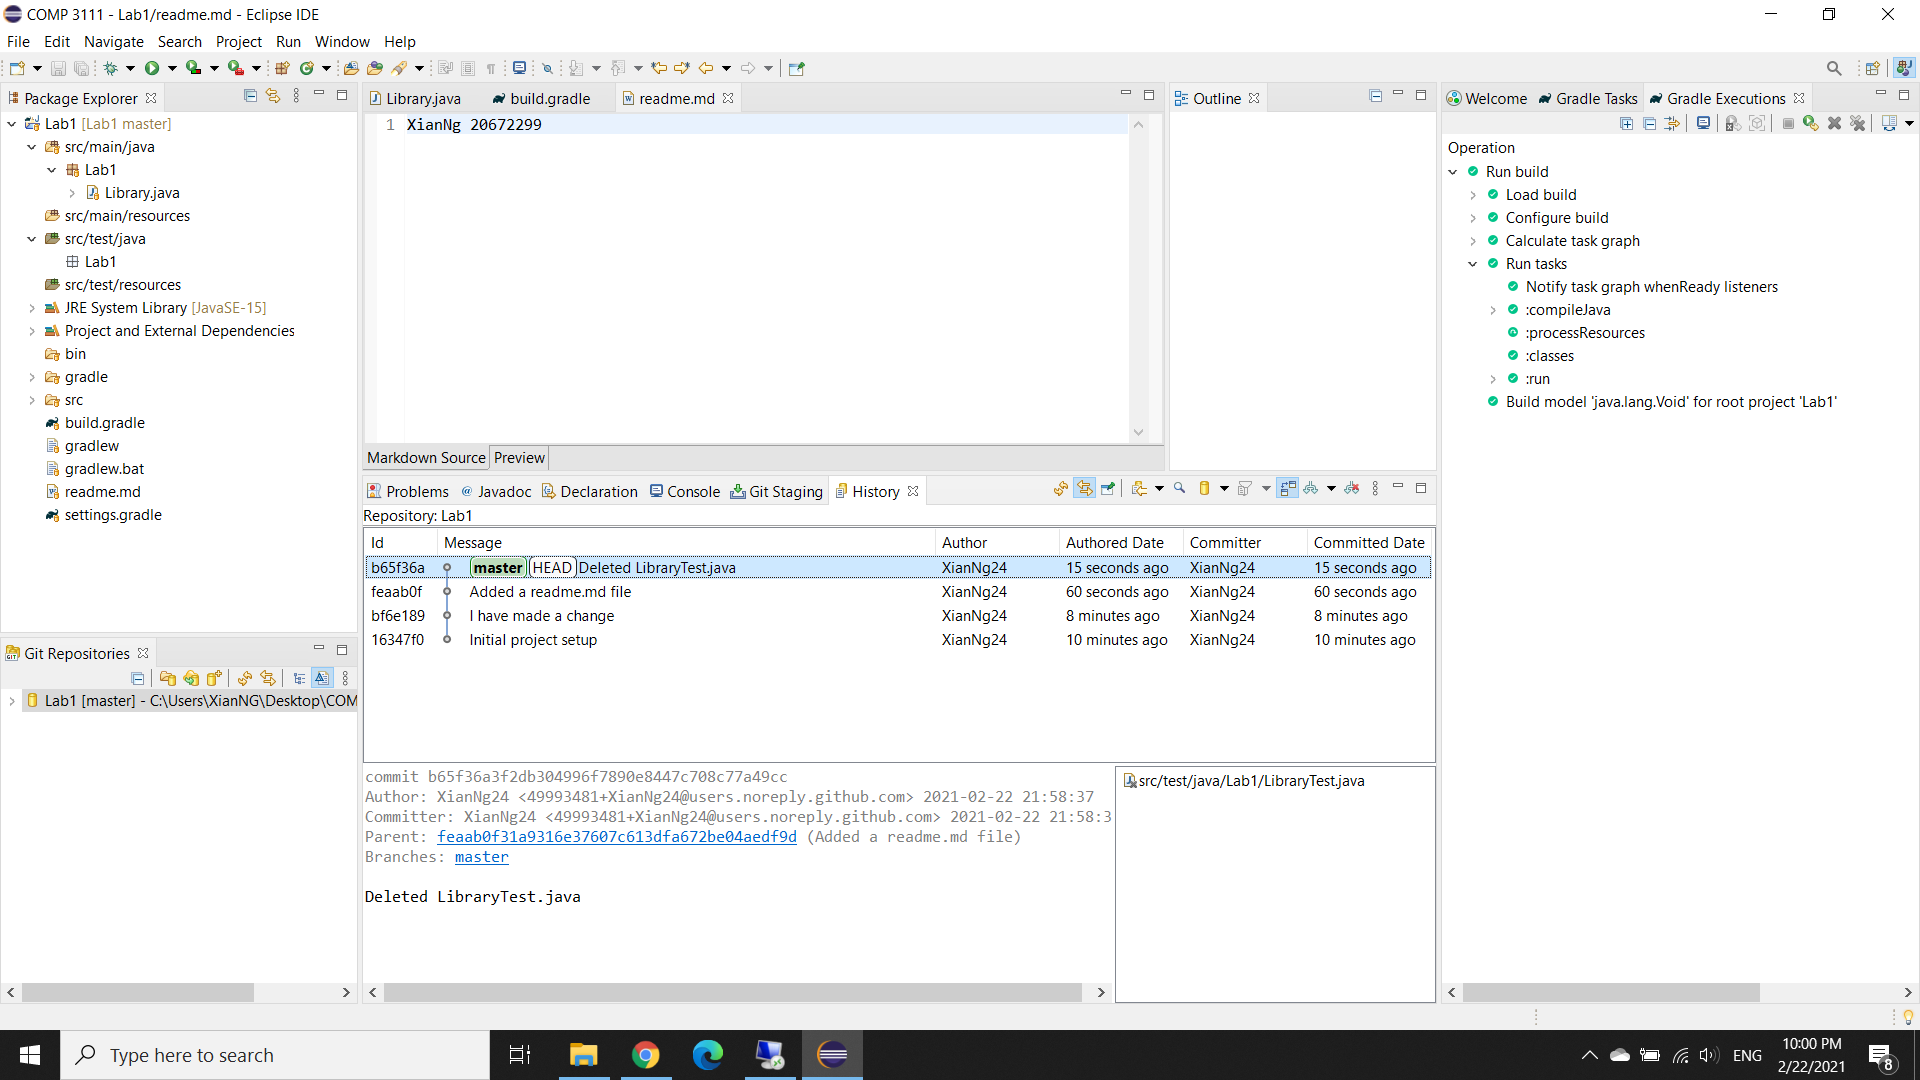 COMP 3111 - Lab1/readme.md - Eclipse IDE
File Edit Navigate Search Project Run Window Help
Package Explorer
Lab1 [Lab1 master]
src/main/java
Lab1
Library.java
src/main/resources
src/test/java
Lab1
src/test/resources
JRE System Library [JavaSE-15]
Project and External Dependencies
bin
gradle
src
build.gradle
gradlew
gradlew.bat
readme.md
settings.gradle
Git Repositories
Lab1 [master] - C:\Users\XianNG\Desktop\COM
Library.java build.gradle readme.md
1 XianNg 20672299
Markdown Source Preview
Outline
Problems Javadoc Declaration Console Git Staging History
Repository: Lab1
Id Message Author Authored Date Committer Committed Date
b65f36a master HEAD Deleted LibraryTest.java XianNg24 15 seconds ago XianNg24 15 seconds ago
feaab0f Added a readme.md file XianNg24 60 seconds ago XianNg24 60 seconds ago
bf6e189 I have made a change XianNg24 8 minutes ago XianNg24 8 minutes ago
16347f0 Initial project setup XianNg24 10 minutes ago XianNg24 10 minutes ago
commit b65f36a3f2db304996f7890e8447c708c77a49cc
Author: XianNg24 <49993481+XianNg24@users.noreply.github.com> 2021-02-22 21:58:37
Committer: XianNg24 <49993481+XianNg24@users.noreply.github.com> 2021-02-22 21:58:3
Parent: feaab0f31a9316e37607c613dfa672be04aedf9d (Added a readme.md file)
Branches: master
Deleted LibraryTest.java
src/test/java/Lab1/LibraryTest.java
Welcome Gradle Tasks Gradle Executions
Operation
Run build
Load build
Configure build
Calculate task graph
Run tasks
Notify task graph whenReady listeners
:compileJava
:processResources
:classes
:run
Build model 'java.lang.Void' for root project 'Lab1'
Type here to search
ENG
10:00 PM
2/22/2021
8